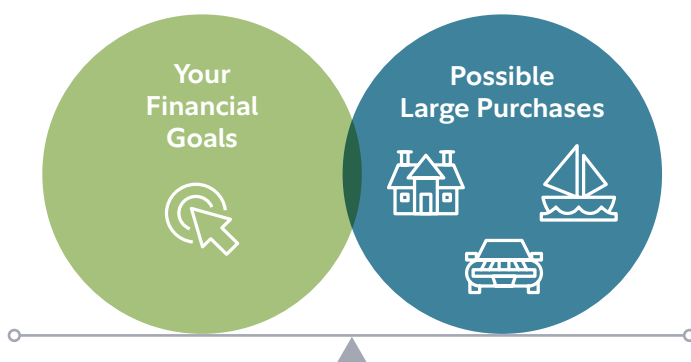 Your
Financial
Goals
Possible
Large Purchases